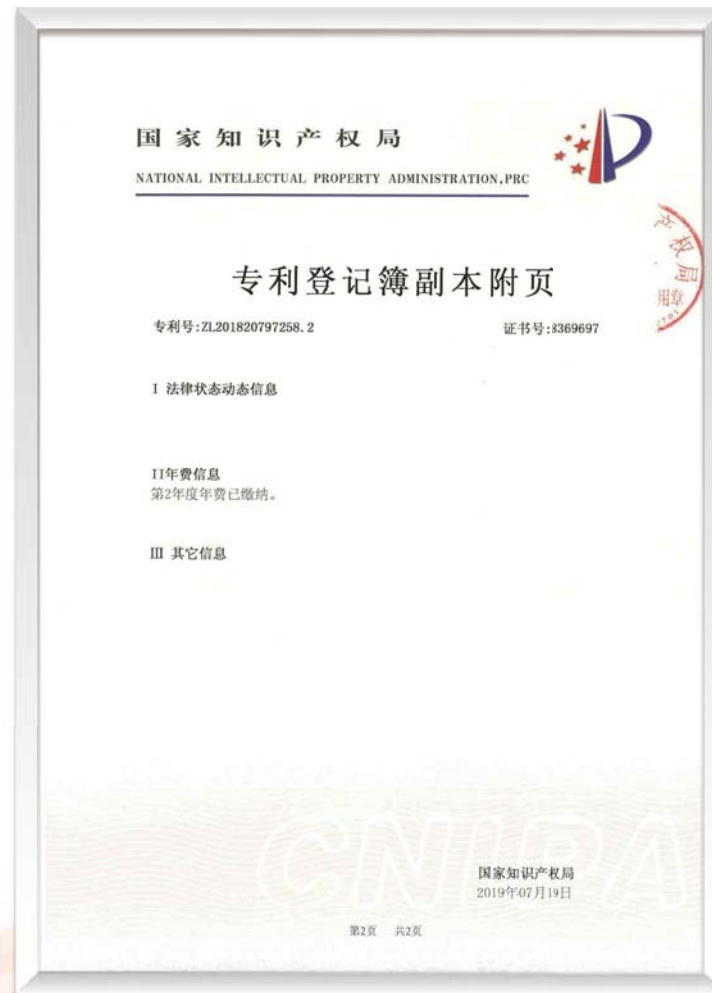 国家知识产权局
NATIONAL INTELLECTUAL PROPERTY ADMINISTRATION,PRC
产权局
专利登记簿副本附页
专利号:ZL201820797258.2
证书号:8369697
I 法律状态动态信息
II年费信息
第2年度年费已缴纳。
III 其它信息
CNIPA
国家知识产权局
2019年07月19日
第2页 共2页